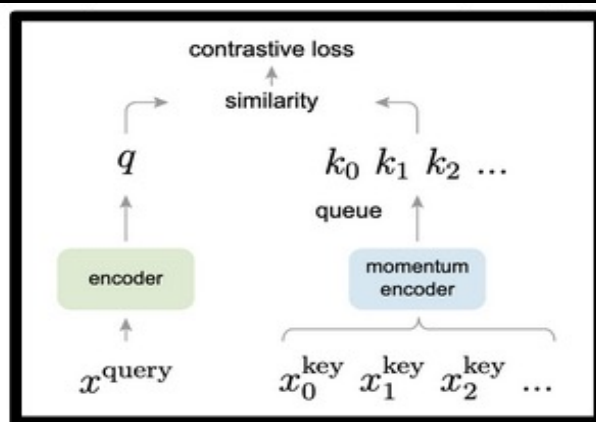 contrastive loss
similarity
q k₀ k₁ k₂ ...
queue
encoder
momentum
encoder
x^query x₀^key x₁^key x₂^key ...